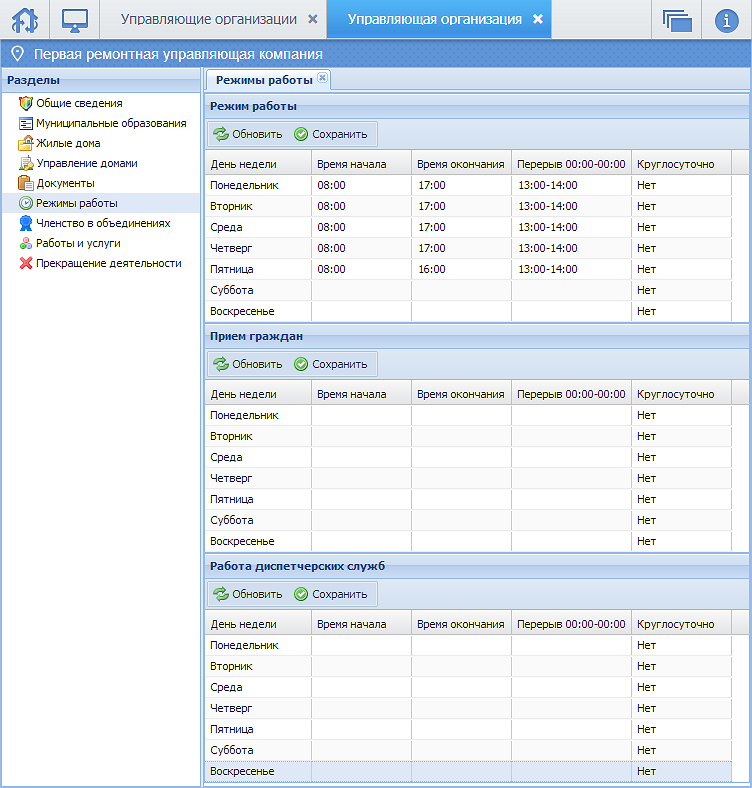 Управляющие организации Управляющая организация
Первая ремонтная управляющая компания
Разделы
Общие сведения
Муниципальные образования
Жилые дома
Управление домами
Документы
Режимы работы
Членство в объединениях
Работы и услуги
Прекращение деятельности
Режимы работы
Режим работы
Обновить Сохранить
День недели Время начала Время окончания Перерыв 00:00-00:00 Круглосуточно
Понедельник 08:00 17:00 13:00-14:00 Нет
Вторник 08:00 17:00 13:00-14:00 Нет
Среда 08:00 17:00 13:00-14:00 Нет
Четверг 08:00 17:00 13:00-14:00 Нет
Пятница 08:00 16:00 13:00-14:00 Нет
Суббота Нет
Воскресенье Нет
Прием граждан
Обновить Сохранить
День недели Время начала Время окончания Перерыв 00:00-00:00 Круглосуточно
Понедельник Нет
Вторник Нет
Среда Нет
Четверг Нет
Пятница Нет
Суббота Нет
Воскресенье Нет
Работа диспетчерских служб
Обновить Сохранить
День недели Время начала Время окончания Перерыв 00:00-00:00 Круглосуточно
Понедельник Нет
Вторник Нет
Среда Нет
Четверг Нет
Пятница Нет
Суббота Нет
Воскресенье Нет